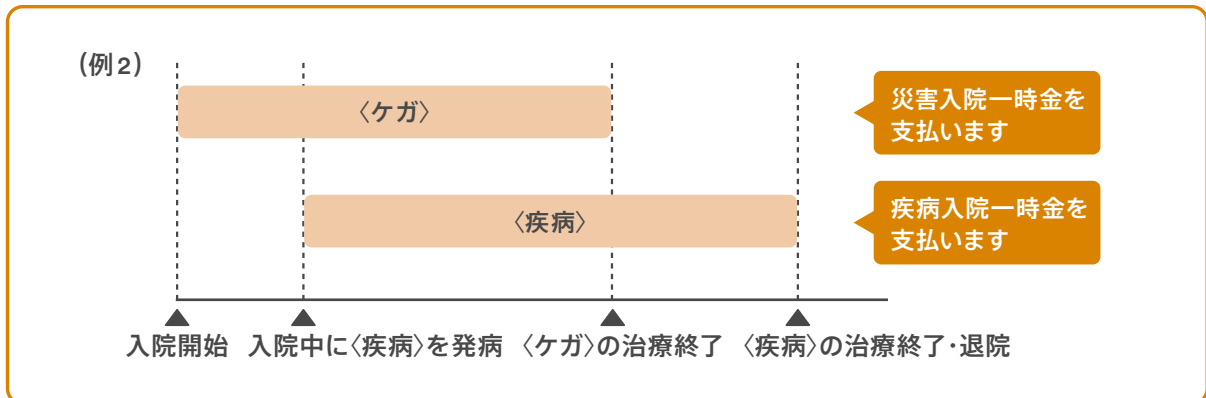 (例2)
〈ケガ〉
災害入院一時金を
支払います
〈疾病〉
疾病入院一時金を
支払います
入院開始 入院中に〈疾病〉を発病 〈ケガ〉の治療終了 〈疾病〉の治療終了・退院